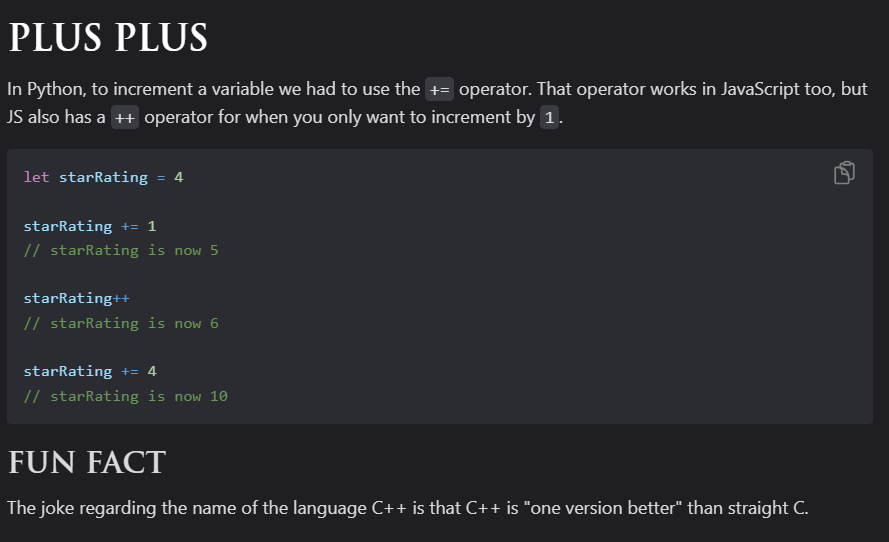 PLUS PLUS
In Python, to increment a variable we had to use the += operator. That operator works in JavaScript too, but
JS also has a ++ operator for when you only want to increment by 1.
let starRating = 4
starRating += 1
// starRating is now 5
starRating++
// starRating is now 6
starRating += 4
// starRating is now 10
FUN FACT
The joke regarding the name of the language C++ is that C++ is "one version better" than straight C.